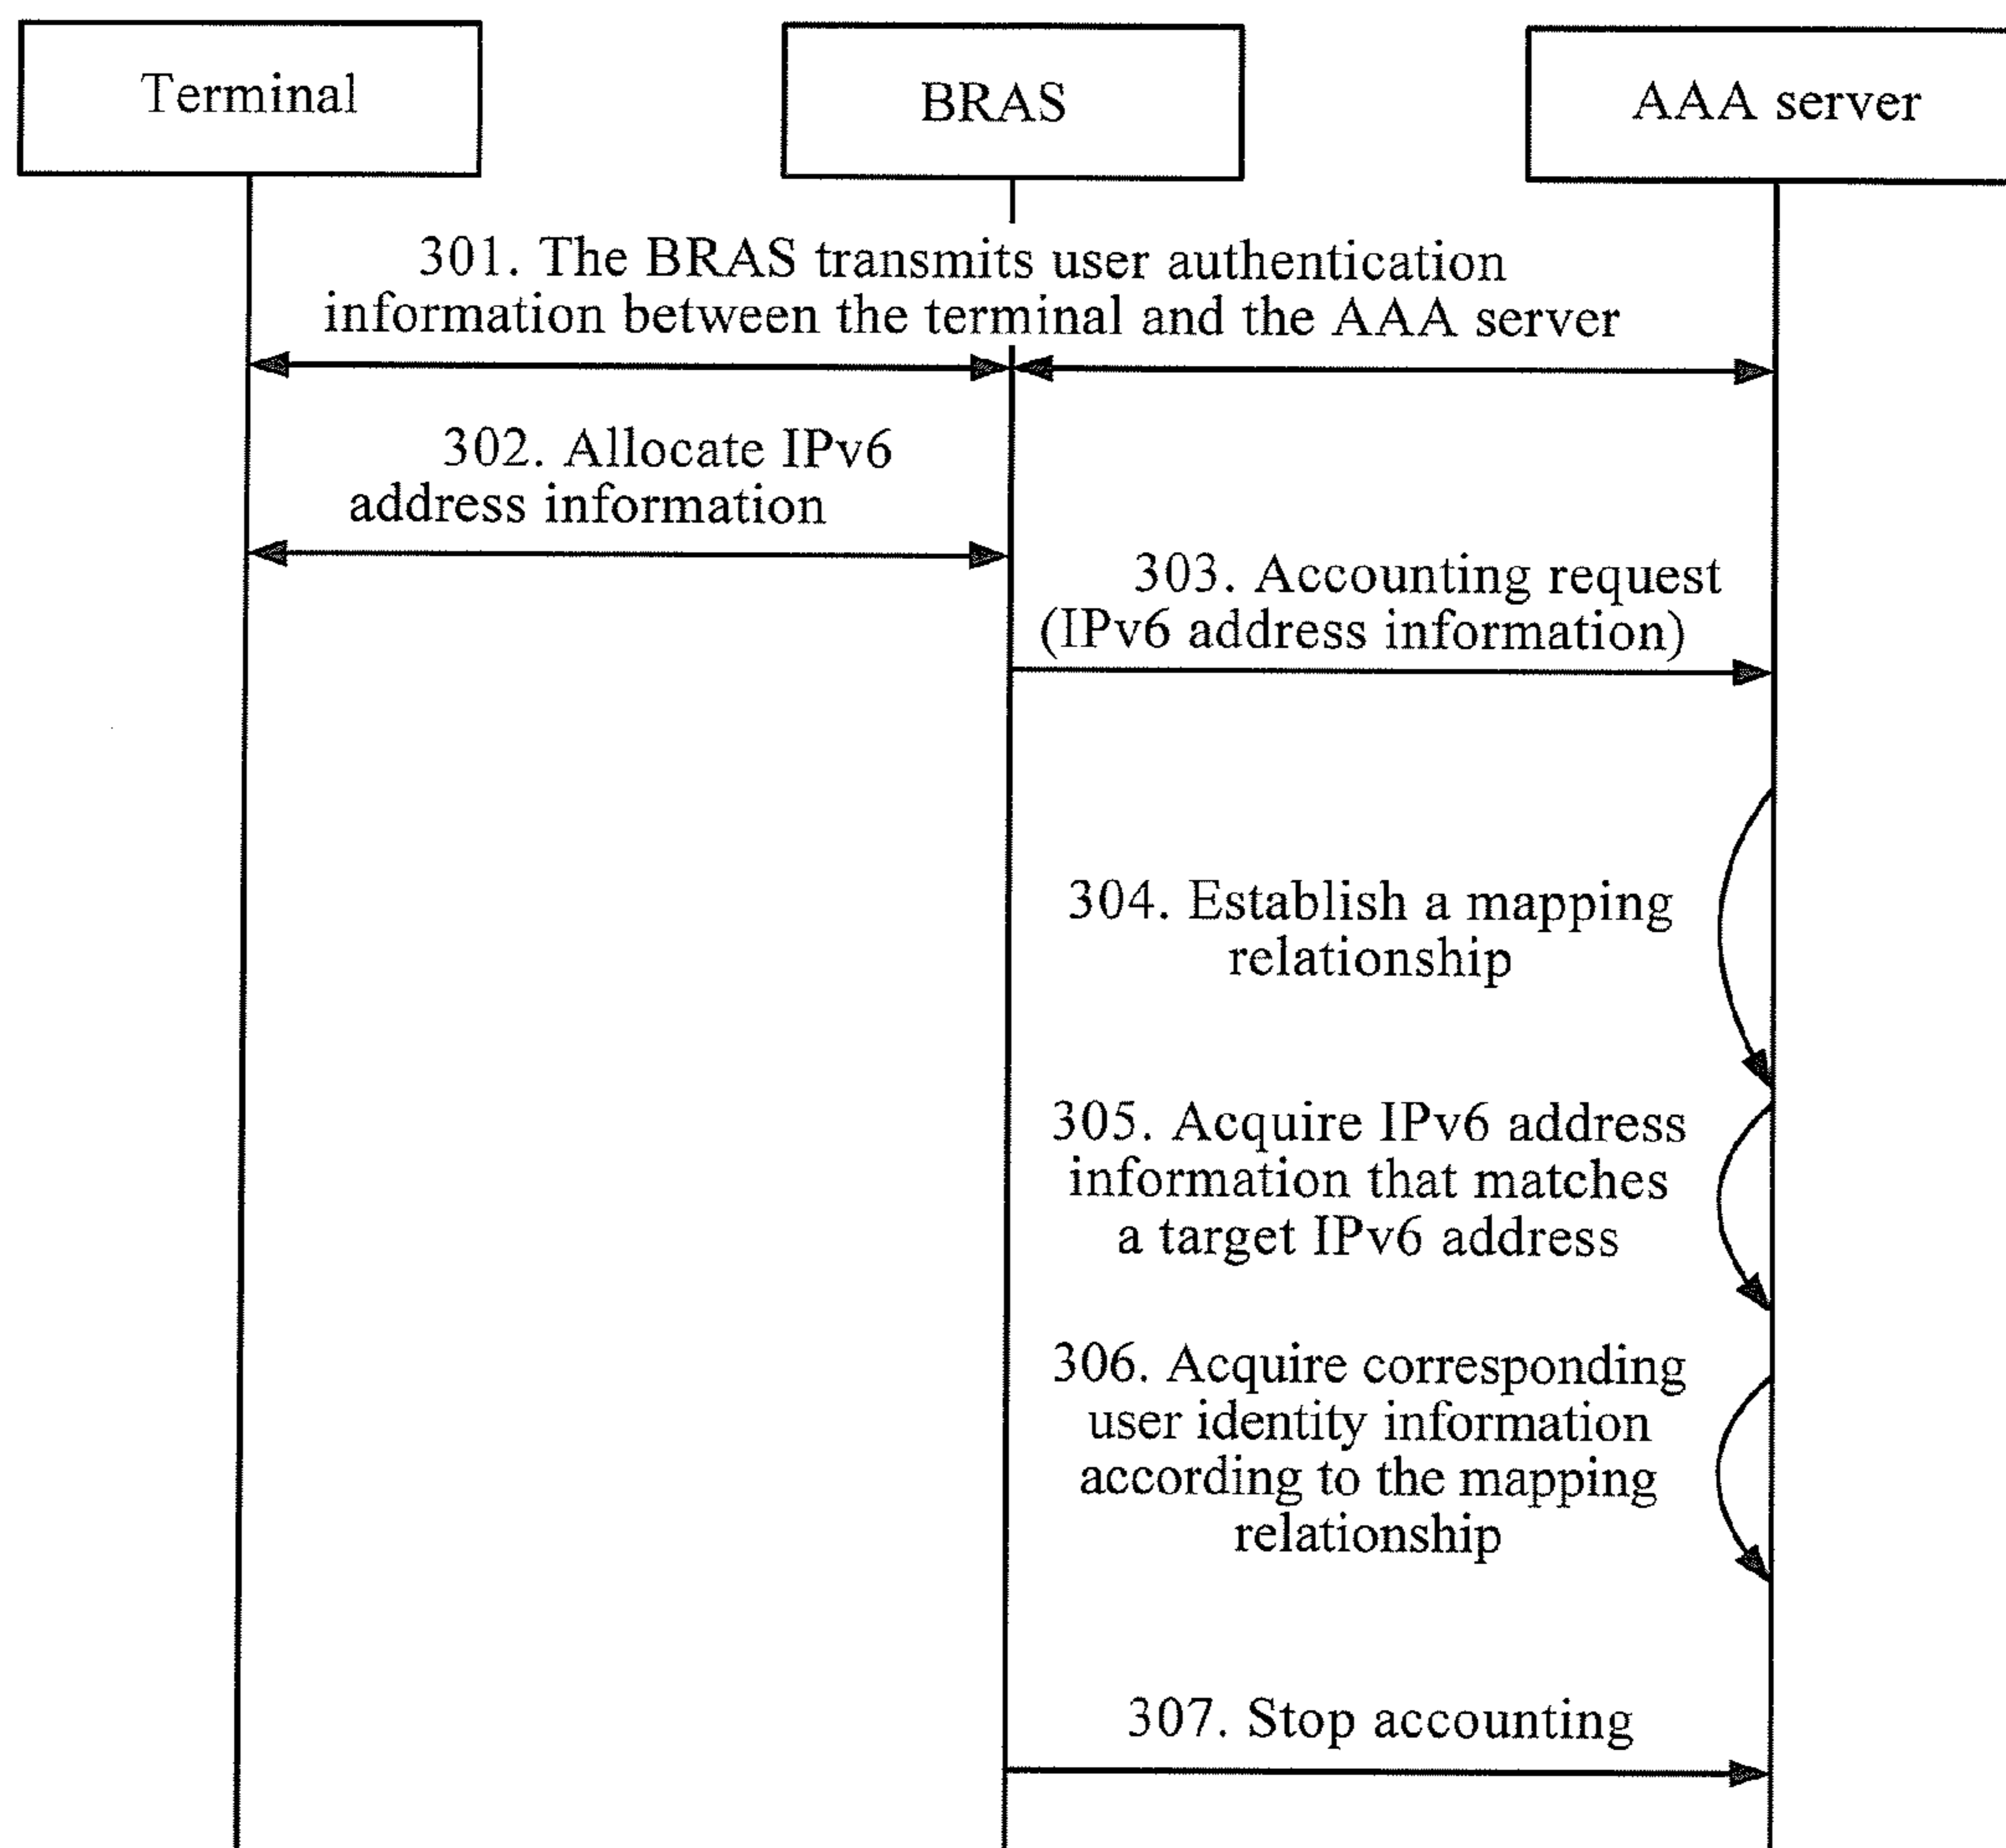 Terminal
BRAS
AAA server
301. The BRAS transmits user authentication
information between the terminal and the AAA server
302. Allocate IPv6
address information
303. Accounting request
(IPv6 address information)
304. Establish a mapping
relationship
305. Acquire IPv6 address
information that matches
a target IPv6 address
306. Acquire corresponding
user identity information
according to the mapping
relationship
307. Stop accounting